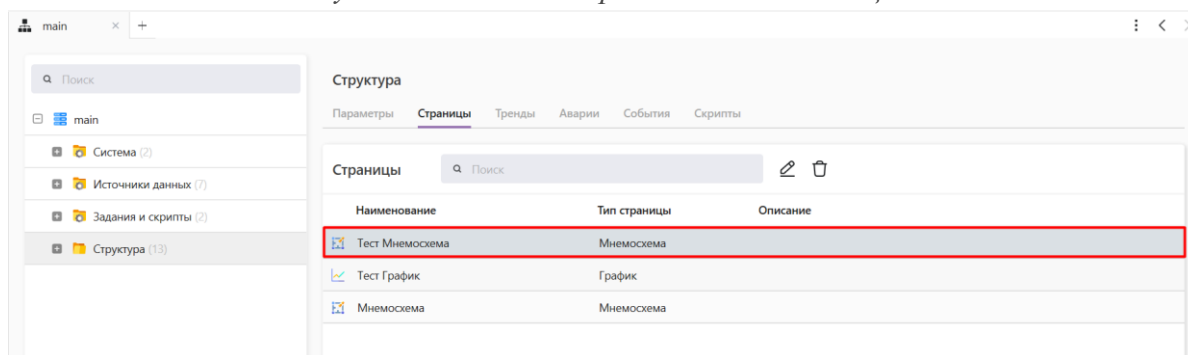 main × +
Поиск
main
Система (2)
Источники данных (7)
Задания и скрипты (2)
Структура (13)
Структура
Параметры Страницы Тренды Аварии События Скрипты
Страницы Поиск
Наименование Тип страницы Описание
Тест Мнемосхема Мнемосхема
Тест График График
Мнемосхема Мнемосхема